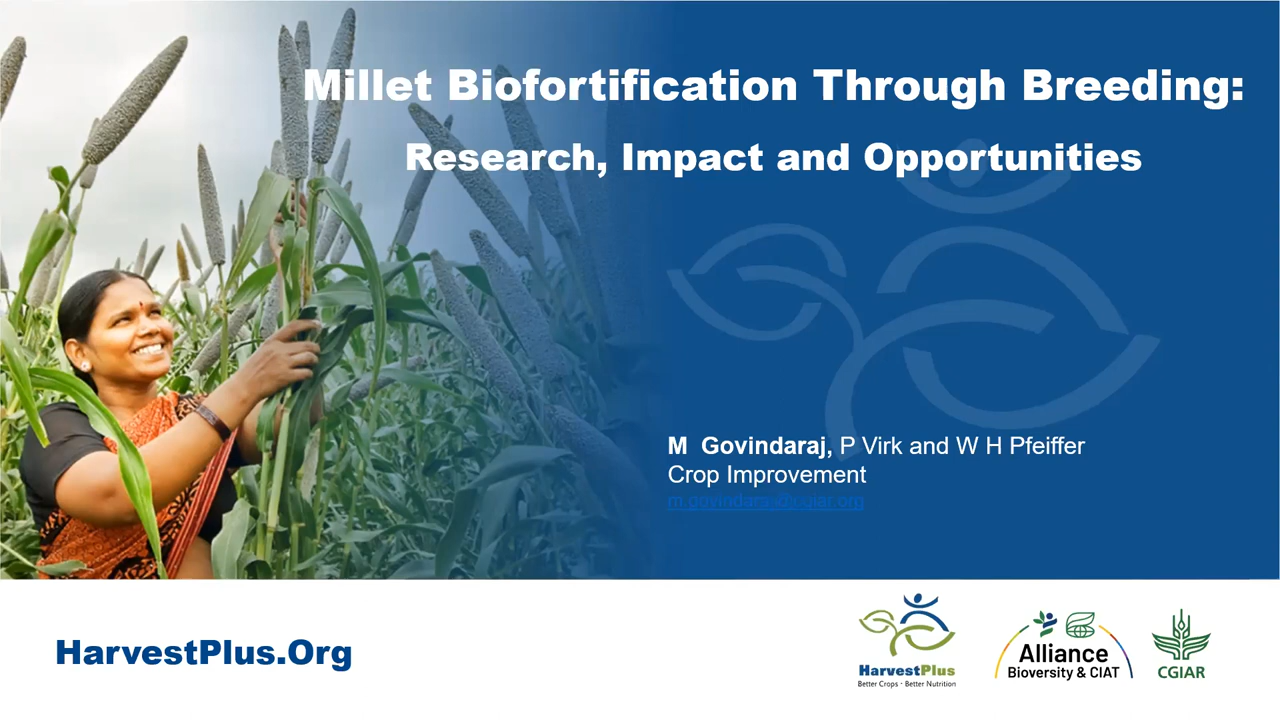 Millet Biofortification Through Breeding:
Research, Impact and Opportunities
M Govindaraj, P Virk and W H Pfeiffer
Crop Improvement
m.govindaraj@cgiar.org
HarvestPlus.Org
HarvestPlus
Better Crops • Better Nutrition
Alliance
Bioversity & CIAT
CGIAR